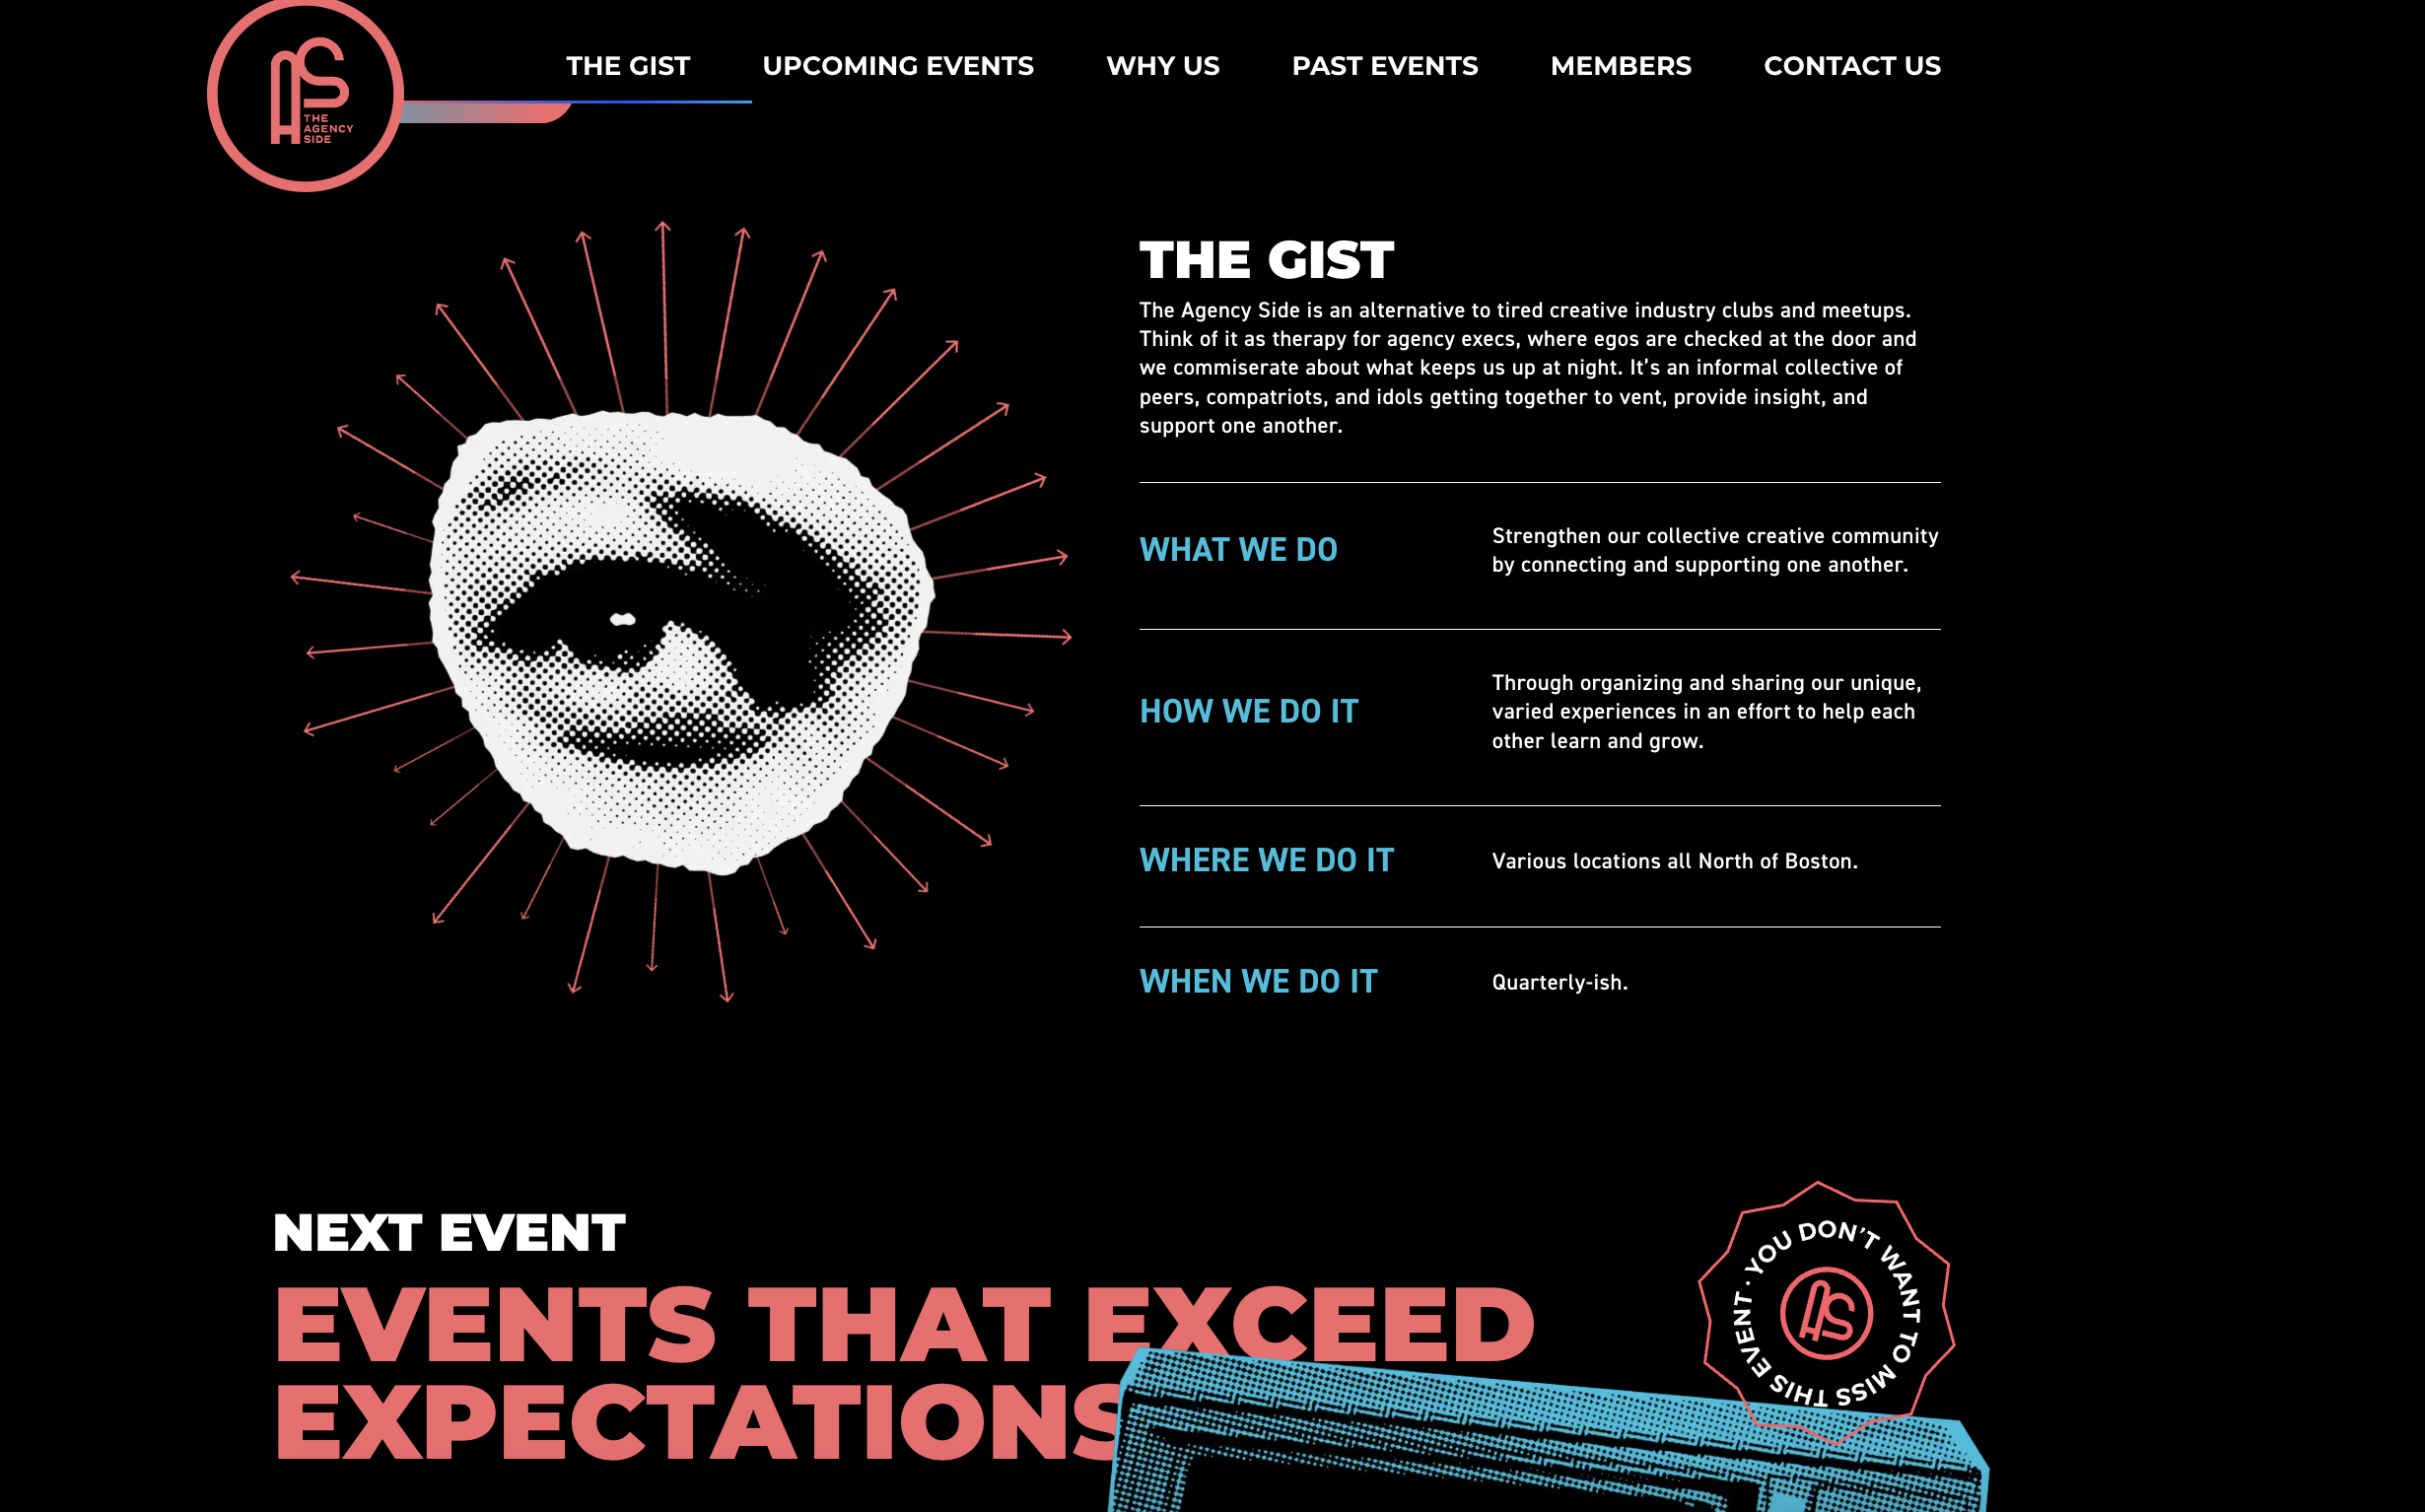 THE
AGENCY
SIDE
THE GIST
UPCOMING EVENTS
WHY US
PAST EVENTS
MEMBERS
CONTACT US
THE GIST
The Agency Side is an alternative to tired creative industry clubs and meetups.
Think of it as therapy for agency execs, where egos are checked at the door and
we commiserate about what keeps us up at night. It’s an informal collective of
peers, compatriots, and idols getting together to vent, provide insight, and
support one another.
WHAT WE DO
Strengthen our collective creative community
by connecting and supporting one another.
HOW WE DO IT
Through organizing and sharing our unique,
varied experiences in an effort to help each
other learn and grow.
WHERE WE DO IT
Various locations all North of Boston.
WHEN WE DO IT
Quarterly-ish.
NEXT EVENT
EVENTS THAT EXCEED
EXPECTATIONS
YOU DON’T WANT TO MISS THIS EVENT ·